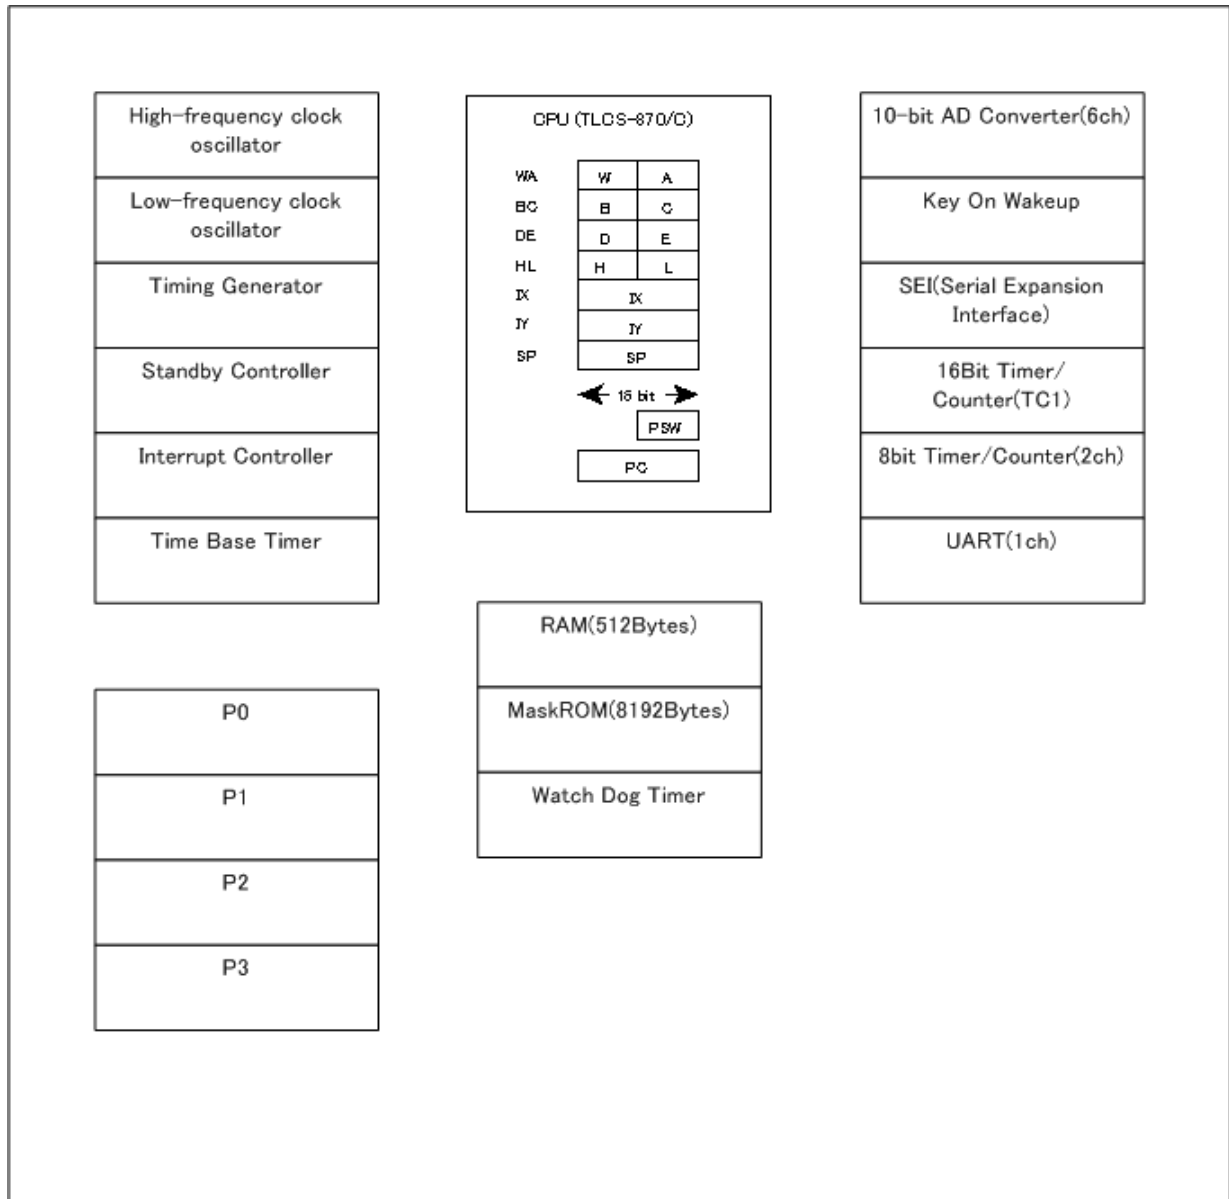 High-frequency clock
oscillator
Low-frequency clock
oscillator
Timing Generator
Standby Controller
Interrupt Controller
Time Base Timer
P0
P1
P2
P3
CPU (TLCS-870/C)
WA W A
BC B C
DE D E
HL H L
IX IX
IY IY
SP SP
16 bit
PSW
PC
RAM(512Bytes)
MaskROM(8192Bytes)
Watch Dog Timer
10-bit AD Converter(6ch)
Key On Wakeup
SEI(Serial Expansion
Interface)
16Bit Timer/
Counter(TC1)
8bit Timer/Counter(2ch)
UART(1ch)